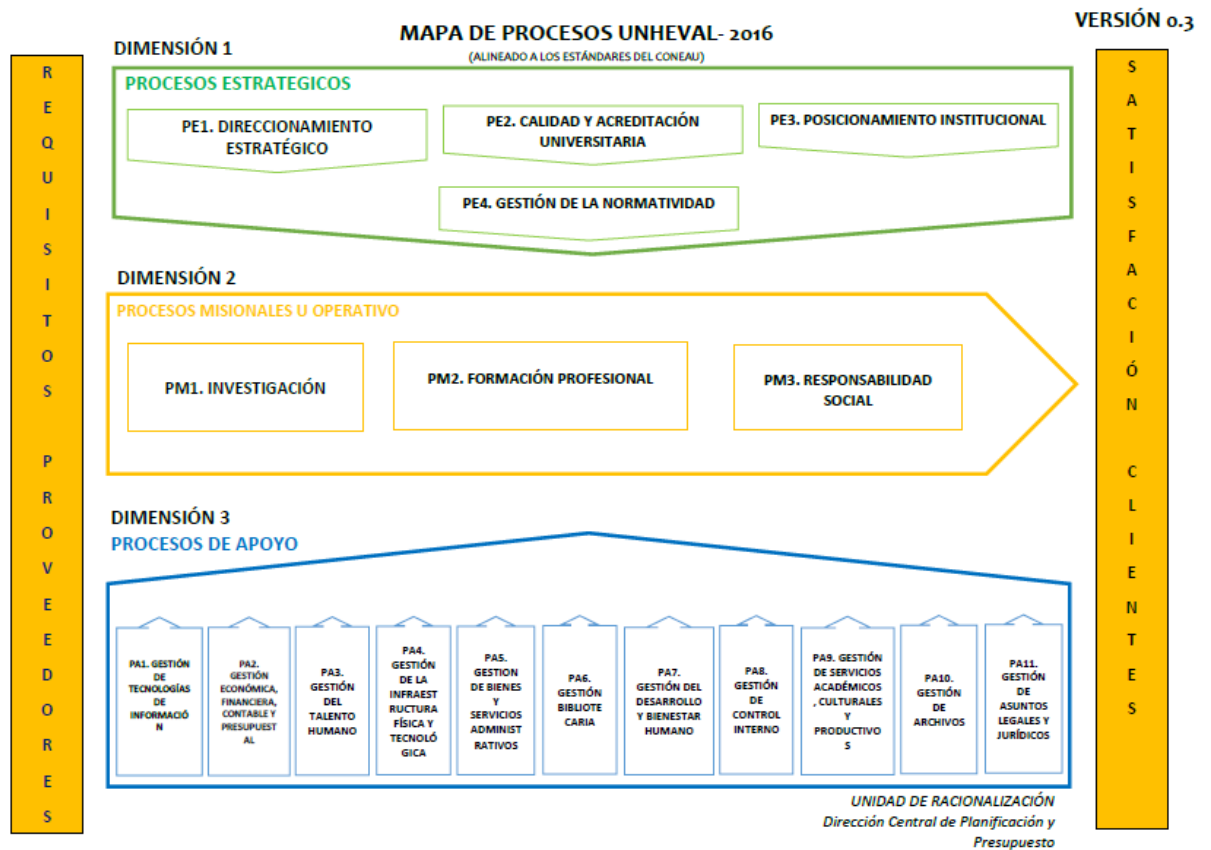 VERSIÓN 0.3
MAPA DE PROCESOS UNHEVAL- 2016
(ALINEADO A LOS ESTÁNDARES DEL CONEAU)
REQUISITOS PROVEEDORES
DIMENSIÓN 1
PROCESOS ESTRATEGICOS
PE1. DIRECCIONAMIENTO
ESTRATÉGICO
PE2. CALIDAD Y ACREDITACIÓN
UNIVERSITARIA
PE3. POSICIONAMIENTO INSTITUCIONAL
PE4. GESTIÓN DE LA NORMATIVIDAD
DIMENSIÓN 2
PROCESOS MISIONALES U OPERATIVO
PM1. INVESTIGACIÓN
PM2. FORMACIÓN PROFESIONAL
PM3. RESPONSABILIDAD
SOCIAL
DIMENSIÓN 3
PROCESOS DE APOYO
PA1. GESTIÓN
DE
TECNOLOGÍAS
DE
INFORMACIÓ
N
PA2.
GESTIÓN
ECONÓMICA,
FINANCIERA,
CONTABLE Y
PRESUPUEST
AL
PA3.
GESTIÓN
DEL
TALENTO
HUMANO
PA4.
GESTIÓN
DE LA
INFRAEST
RUCTURA
FÍSICA Y
TECNOLÓ
GICA
PA5.
GESTION
DE BIENES
Y
SERVICIOS
ADMINIST
RATIVOS
PA6.
GESTIÓN
BIBLIOTE
CARIA
PA7.
GESTIÓN DEL
DESARROLLO
Y BIENESTAR
HUMANO
PA8.
GESTIÓN
DE
CONTROL
INTERNO
PA9. GESTIÓN
DE SERVICIOS
ACADÉMICOS
, CULTURALES
Y
PRODUCTIVO
S
PA10.
GESTIÓN
DE
ARCHIVOS
PA11.
GESTIÓN
DE
ASUNTOS
LEGALES Y
JURÍDICOS
SATISFACIÓN CLIENTES
UNIDAD DE RACIONALIZACIÓN
Dirección Central de Planificación y
Presupuesto